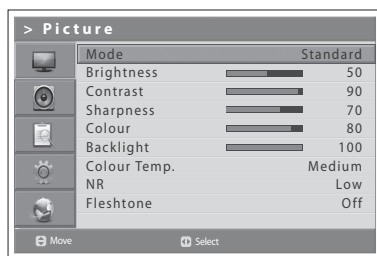 > Picture
Mode Standard
Brightness 50
Contrast 90
Sharpness 70
Colour 80
Backlight 100
Colour Temp. Medium
NR Low
Fleshtone Off
Move Select